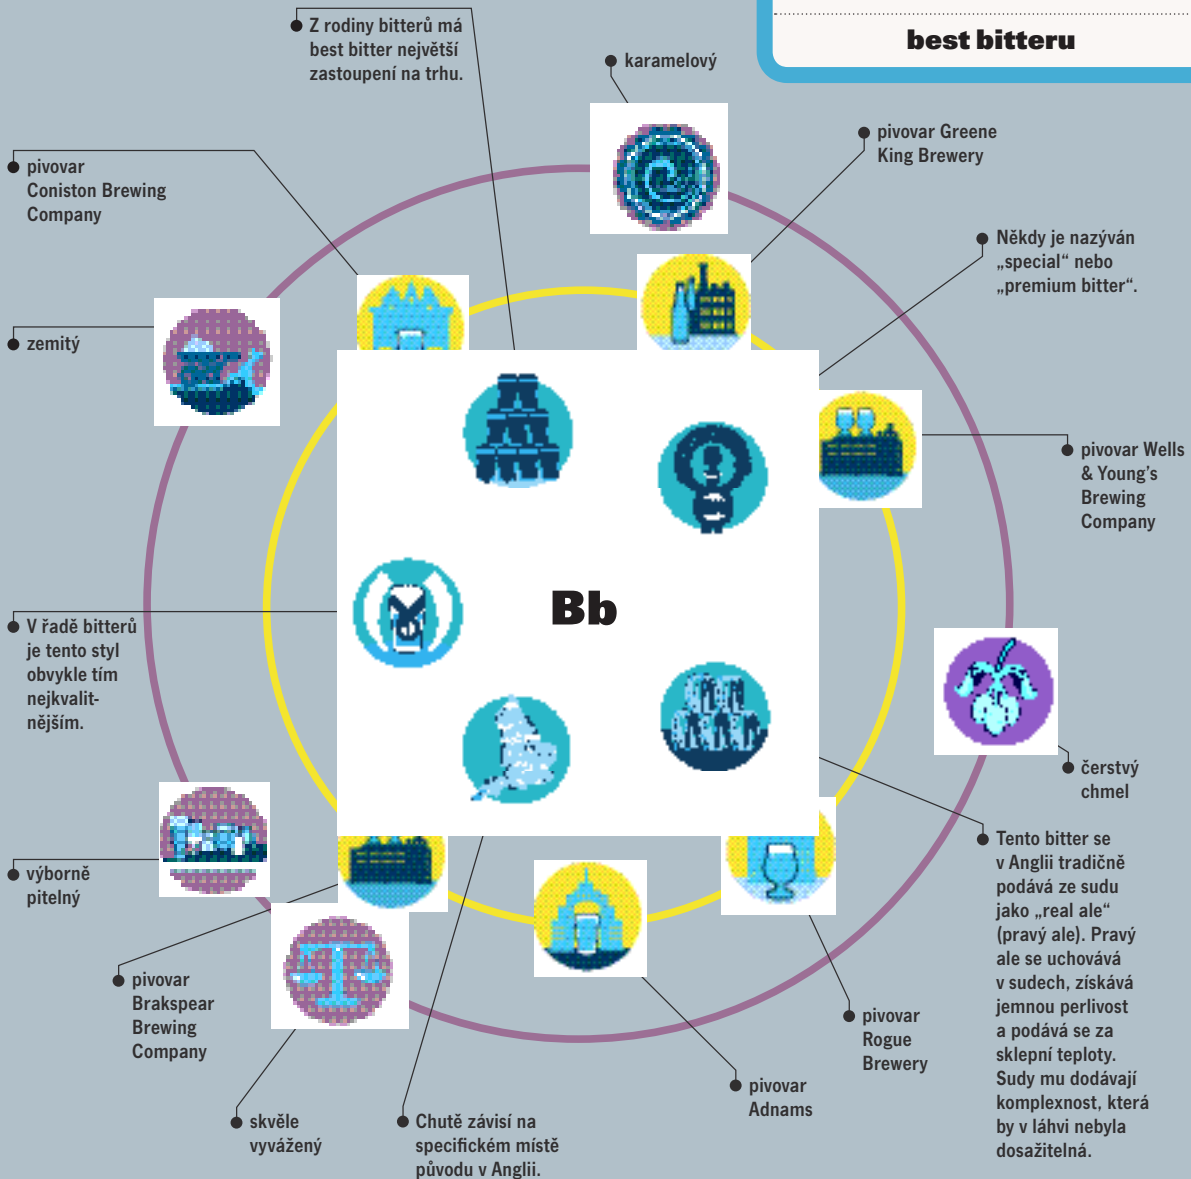 best bitteru
Z rodiny bitterů má
best bitter největší
zastoupení na trhu.
karamelový
pivovar Greene
King Brewery
pivovar
Coniston Brewing
Company
Někdy je nazýván
„special“ nebo
„premium bitter“.
zemitý
pivovar Wells
& Young's
Brewing
Company
Bb
V řadě bitterů
je tento styl
obvykle tím
nejkvalit-
nějším.
čerstvý
chmel
výborně
pitelný
Tento bitter se
v Anglii tradičně
podává ze sudu
jako „real ale“
(pravý ale). Pravý
ale se uchovává
v sudech, získává
jemnou perlivost
a podává se za
sklepní teploty.
Sudy mu dodávají
komplexnost, která
by v láhvi nebyla
dosažitelná.
pivovar
Brakspear
Brewing
Company
pivovar
Rogue
Brewery
pivovar
Adnams
skvěle
vyvážený
Chutě závisí na
specifickém místě
původu v Anglii.